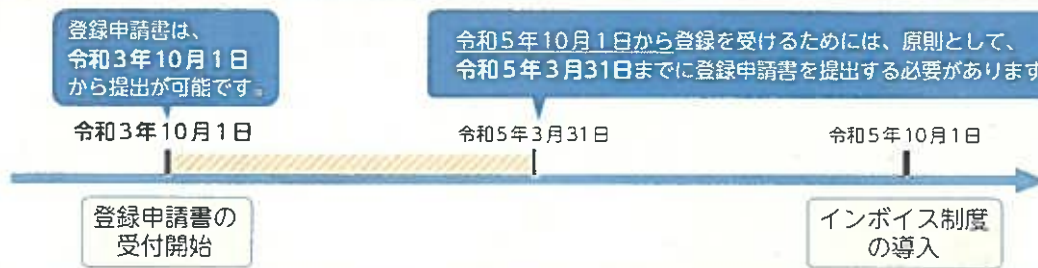 登録申請書は、
令和3年10月1日
から提出が可能です。
令和5年10月1日から登録を受けるためには、原則として、
令和5年3月31日までに登録申請書を提出する必要があります
令和3年10月1日
令和5年3月31日
令和5年10月1日
登録申請書の
受付開始
インボイス制度
の導入